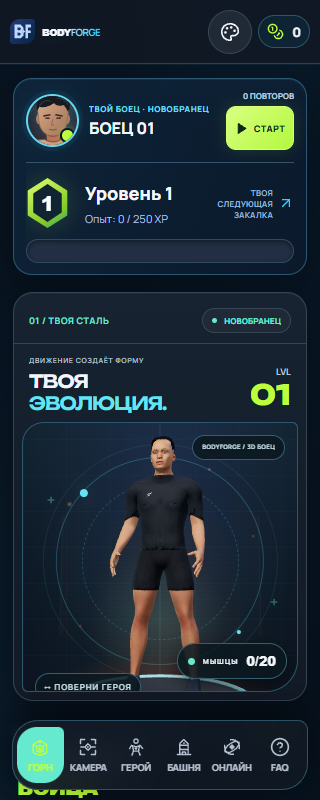 BF BODYFORGE
0
0 ПОВТОРОВ
ТВОЙ БОЕЦ · НОВОБРАНЕЦ
БОЕЦ 01
СТАРТ
1
Уровень 1
Опыт: 0 / 250 XP
ТВОЯ
СЛЕДУЮЩАЯ
ЗАКАЛКА
01 / ТВОЯ СТАЛЬ
НОВОБРАНЕЦ
ДВИЖЕНИЕ СОЗДАЁТ ФОРМУ
ТВОЯ
ЭВОЛЮЦИЯ.
LVL
01
BODYFORGE / 3D БОЕЦ
МЫШЦЫ 0/20
↔ ПОВЕРНИ ГЕРОЯ
ГОРН
КАМЕРА
ГЕРОЙ
БАШНЯ
ОНЛАЙН
FAQ
БОЙЦА